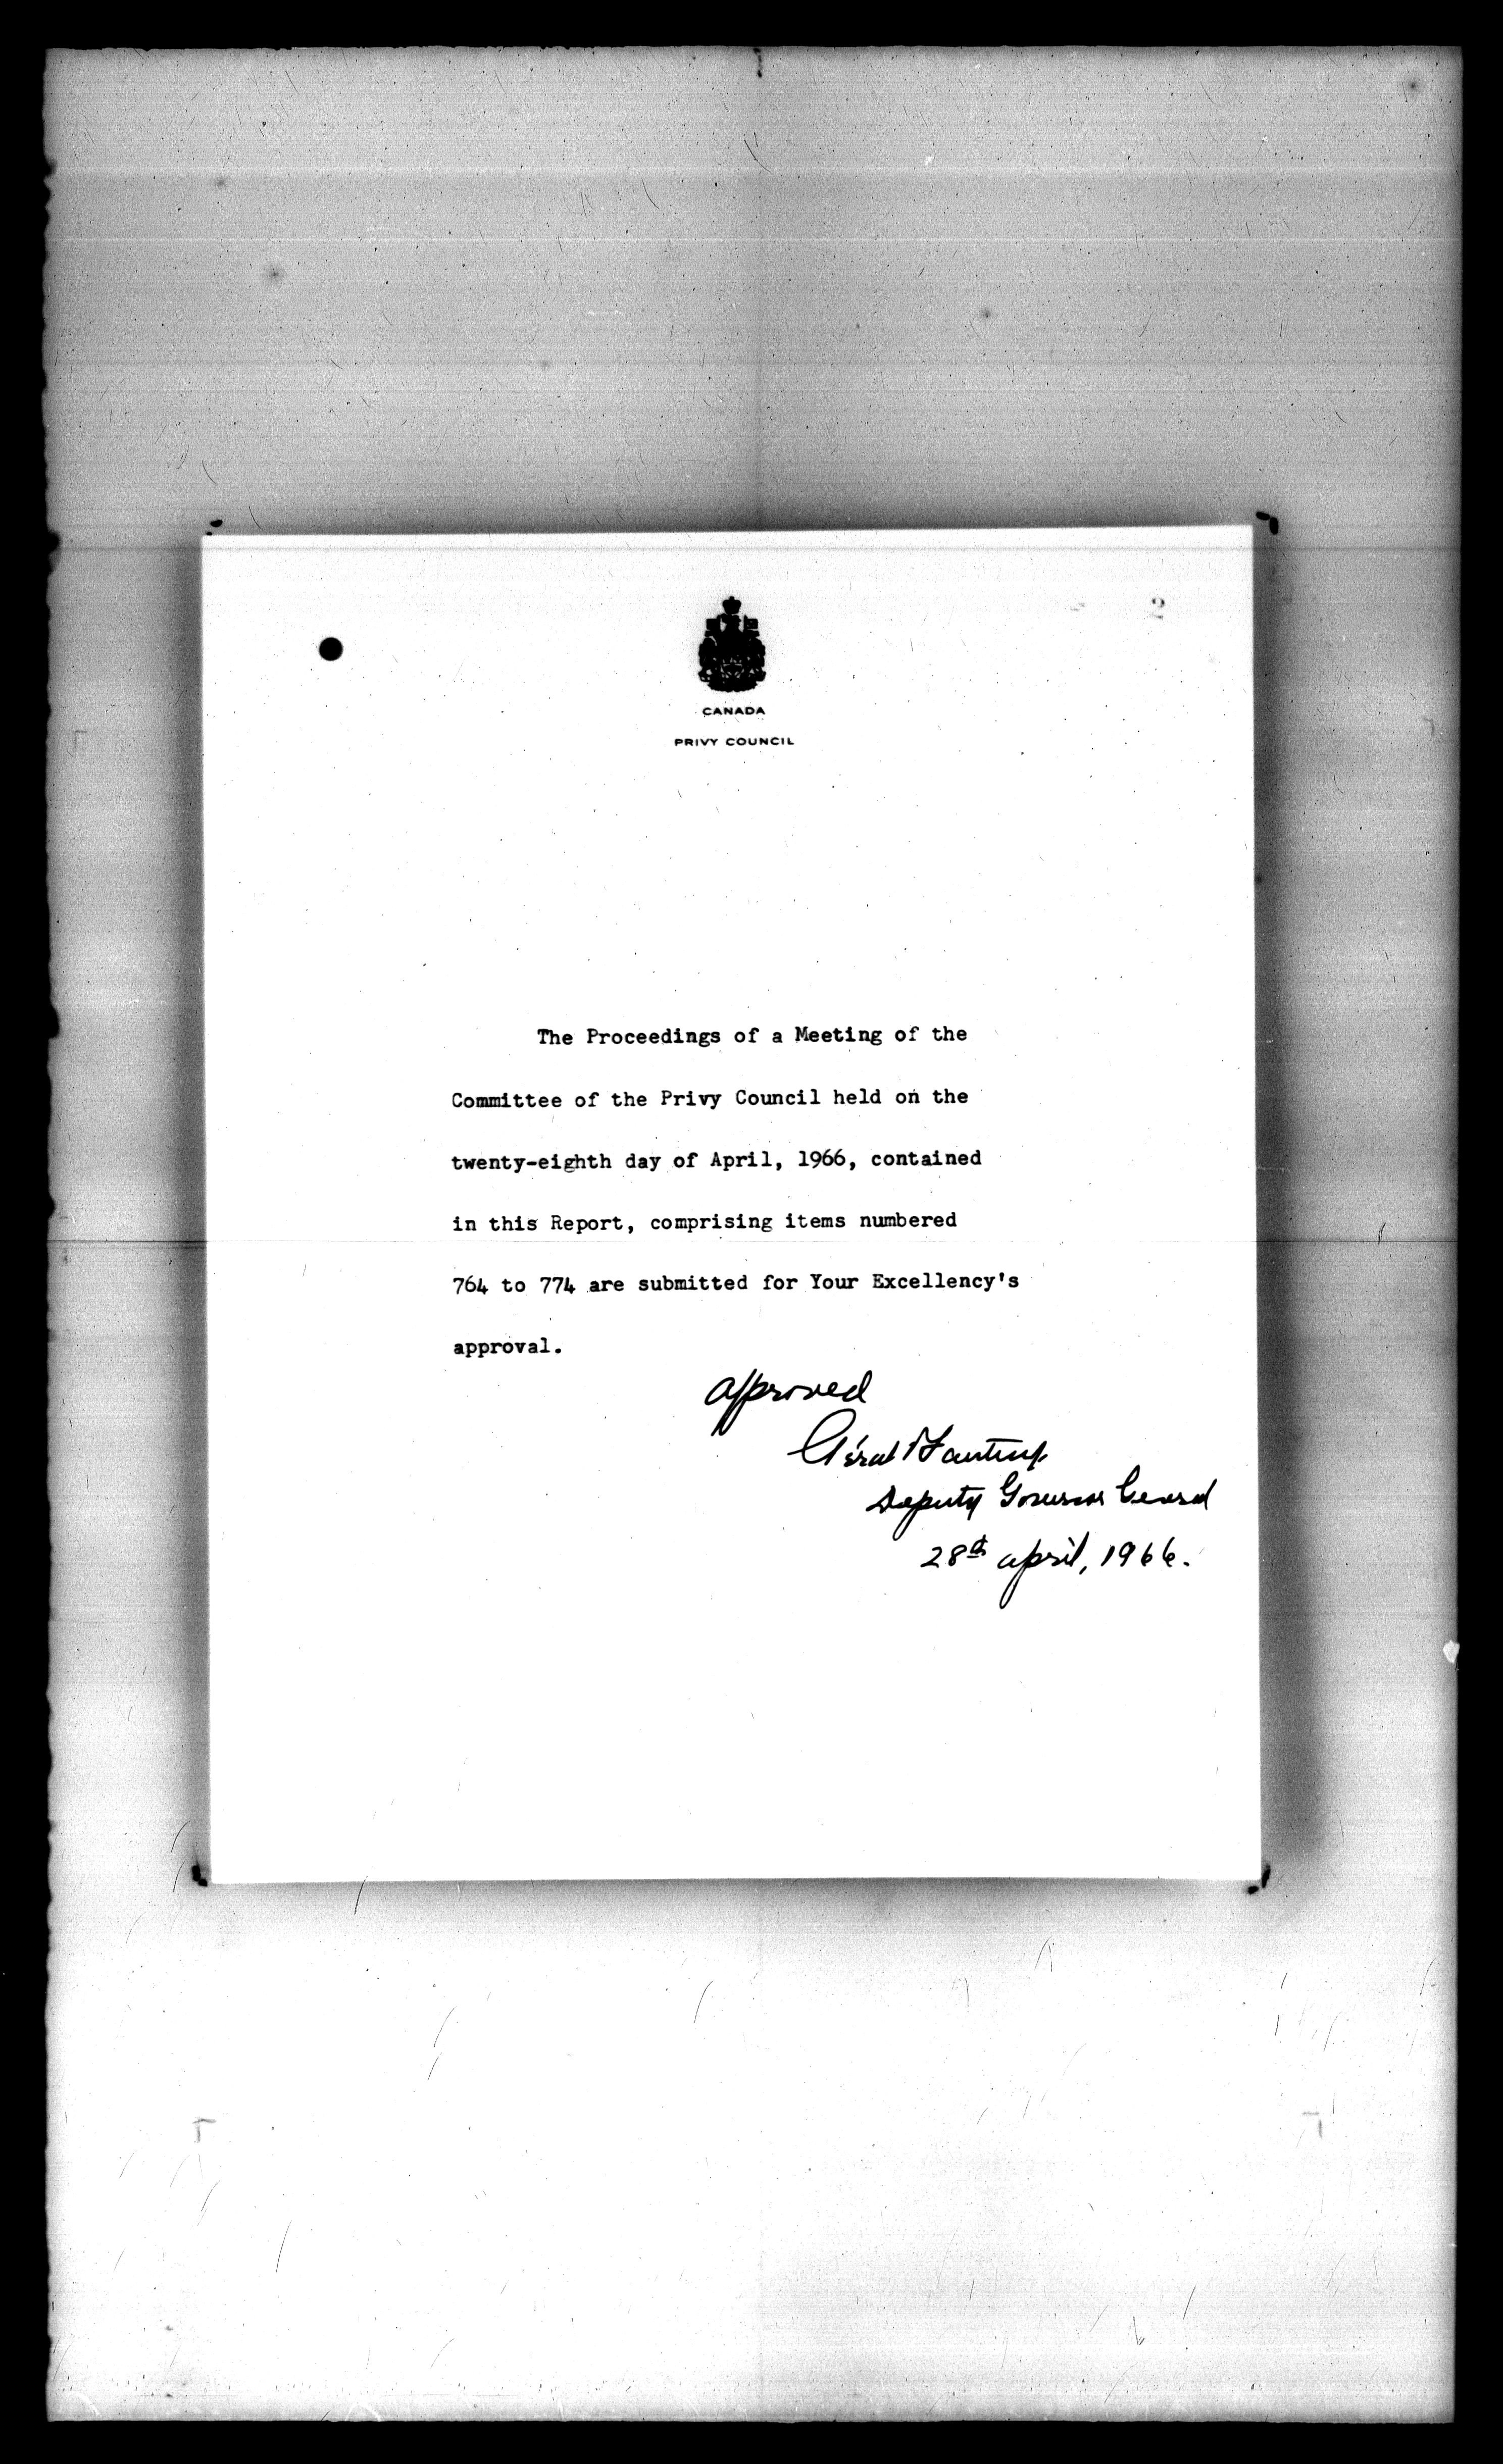 2
CANADA
PRIVY COUNCIL
The Proceedings of a Meeting of the
Committee of the Privy Council held on the
twenty-eighth day of April, 1966, contained
in this Report, comprising items numbered
764 to 774 are submitted for Your Excellency's
approval.
approved
Gérald Fauteux
Deputy Governor General
28th april, 1966.